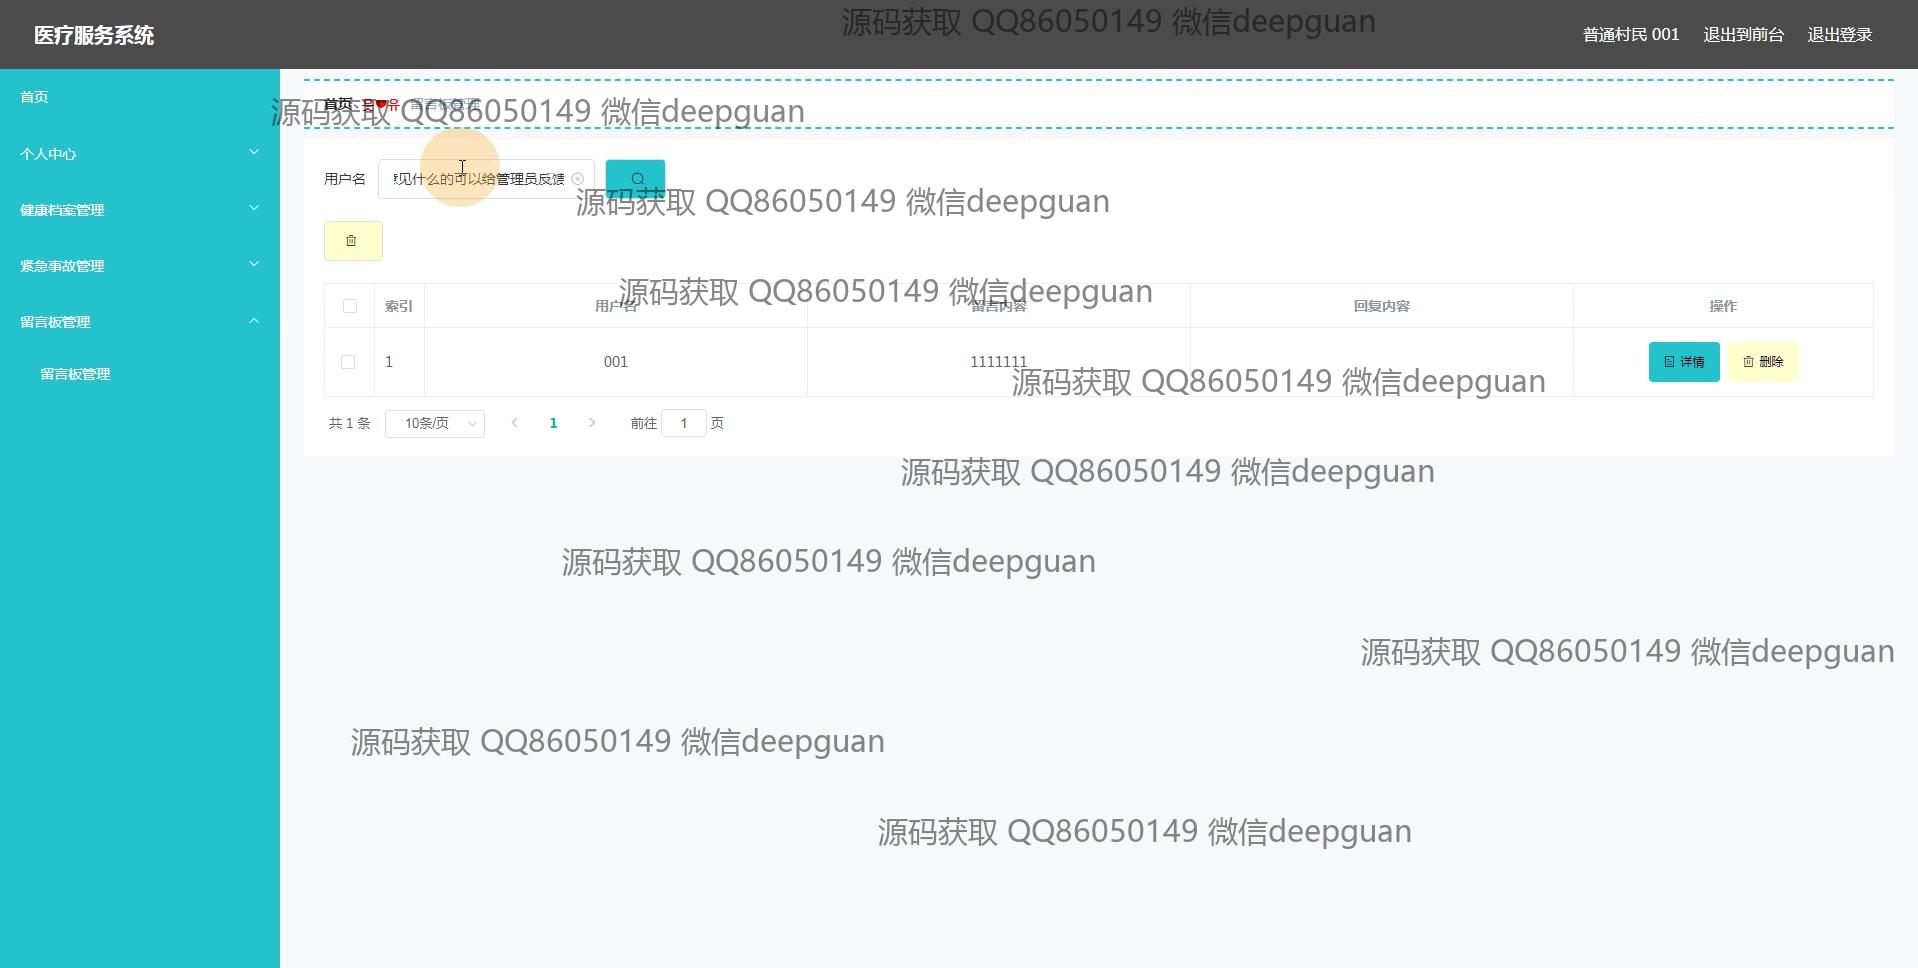 医疗服务系统
源码获取 QQ86050149 微信deepguan
普通村民 001 退出到前台 退出登录
首页
个人中心
健康档案管理
紧急事故管理
留言板管理
留言板管理
首页 웃❤유 留言板管理
源码获取 QQ86050149 微信deepguan
用户名 见什么的可以给管理员反馈
源码获取 QQ86050149 微信deepguan
源码获取 QQ86050149 微信deepguan
索引 用户名 留言内容 回复内容 操作
1 001 1111111 详情 删除
源码获取 QQ86050149 微信deepguan
共 1 条 10条/页 1 前往 1 页
源码获取 QQ86050149 微信deepguan
源码获取 QQ86050149 微信deepguan
源码获取 QQ86050149 微信deepguan
源码获取 QQ86050149 微信deepguan
源码获取 QQ86050149 微信deepguan